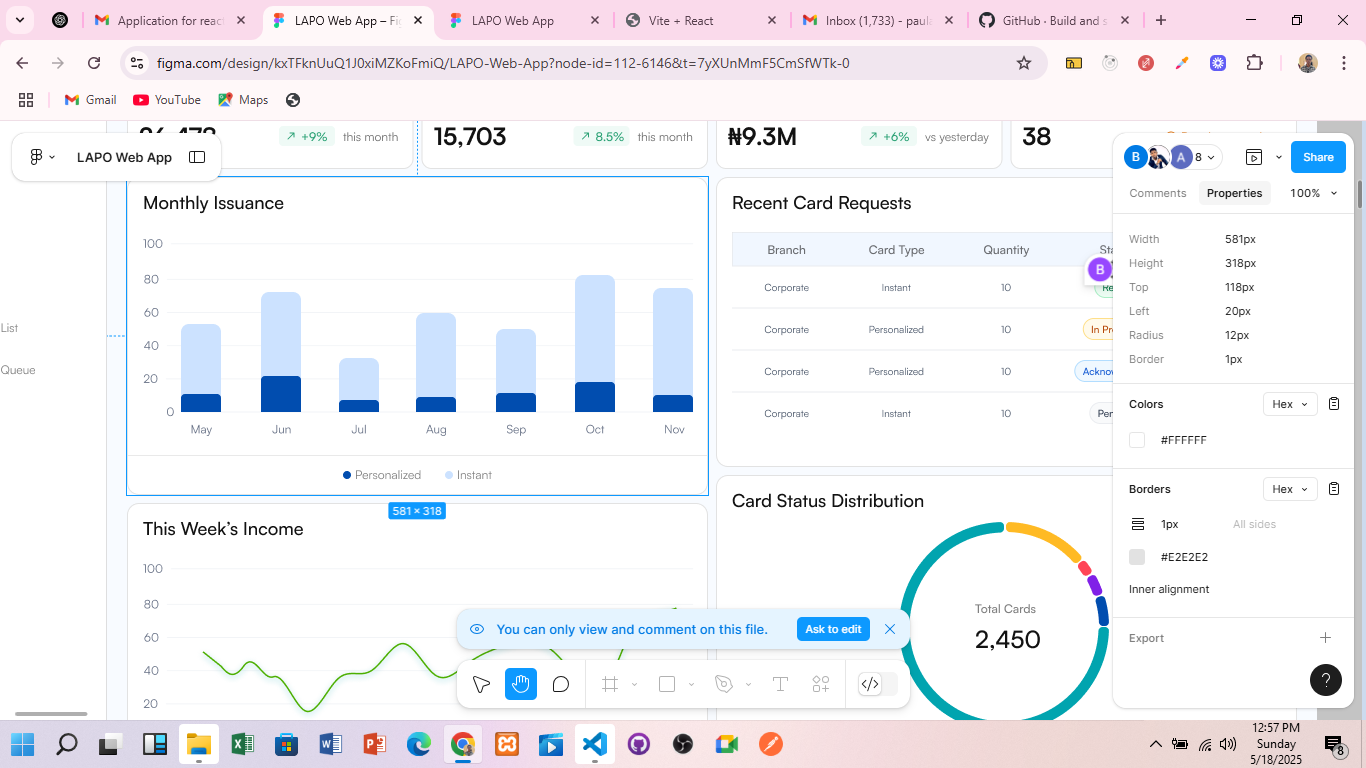 Application for reac
LAPO Web App – Fig
LAPO Web App
Vite + React
Inbox (1,733) - paula
GitHub · Build and s
figma.com/design/kxTFknUuQ1J0xiMZKoFmiQ/LAPO-Web-App?node-id=112-6146&t=7yXUnMmF5CmSfWTk-0
Gmail
YouTube
Maps
+9%
this month
15,703
8.5%
this month
₦9.3M
+6%
vs yesterday
38
LAPO Web App
List
Queue
Monthly Issuance
100
80
60
40
20
0
May
Jun
Jul
Aug
Sep
Oct
Nov
Personalized
Instant
581 × 318
This Week's Income
100
80
60
40
20
Recent Card Requests
Branch
Card Type
Quantity
Sta
Corporate
Instant
10
Re
Corporate
Personalized
10
In Pro
Corporate
Personalized
10
Acknow
Corporate
Instant
10
Pen
B
Card Status Distribution
Total Cards
2,450
You can only view and comment on this file.
Ask to edit
B
A
8
Share
Comments
Properties
100%
Width
581px
Height
318px
Top
118px
Left
20px
Radius
12px
Border
1px
Colors
Hex
#FFFFFF
Borders
Hex
1px
All sides
#E2E2E2
Inner alignment
Export
?
12:57 PM
Sunday
5/18/2025
8